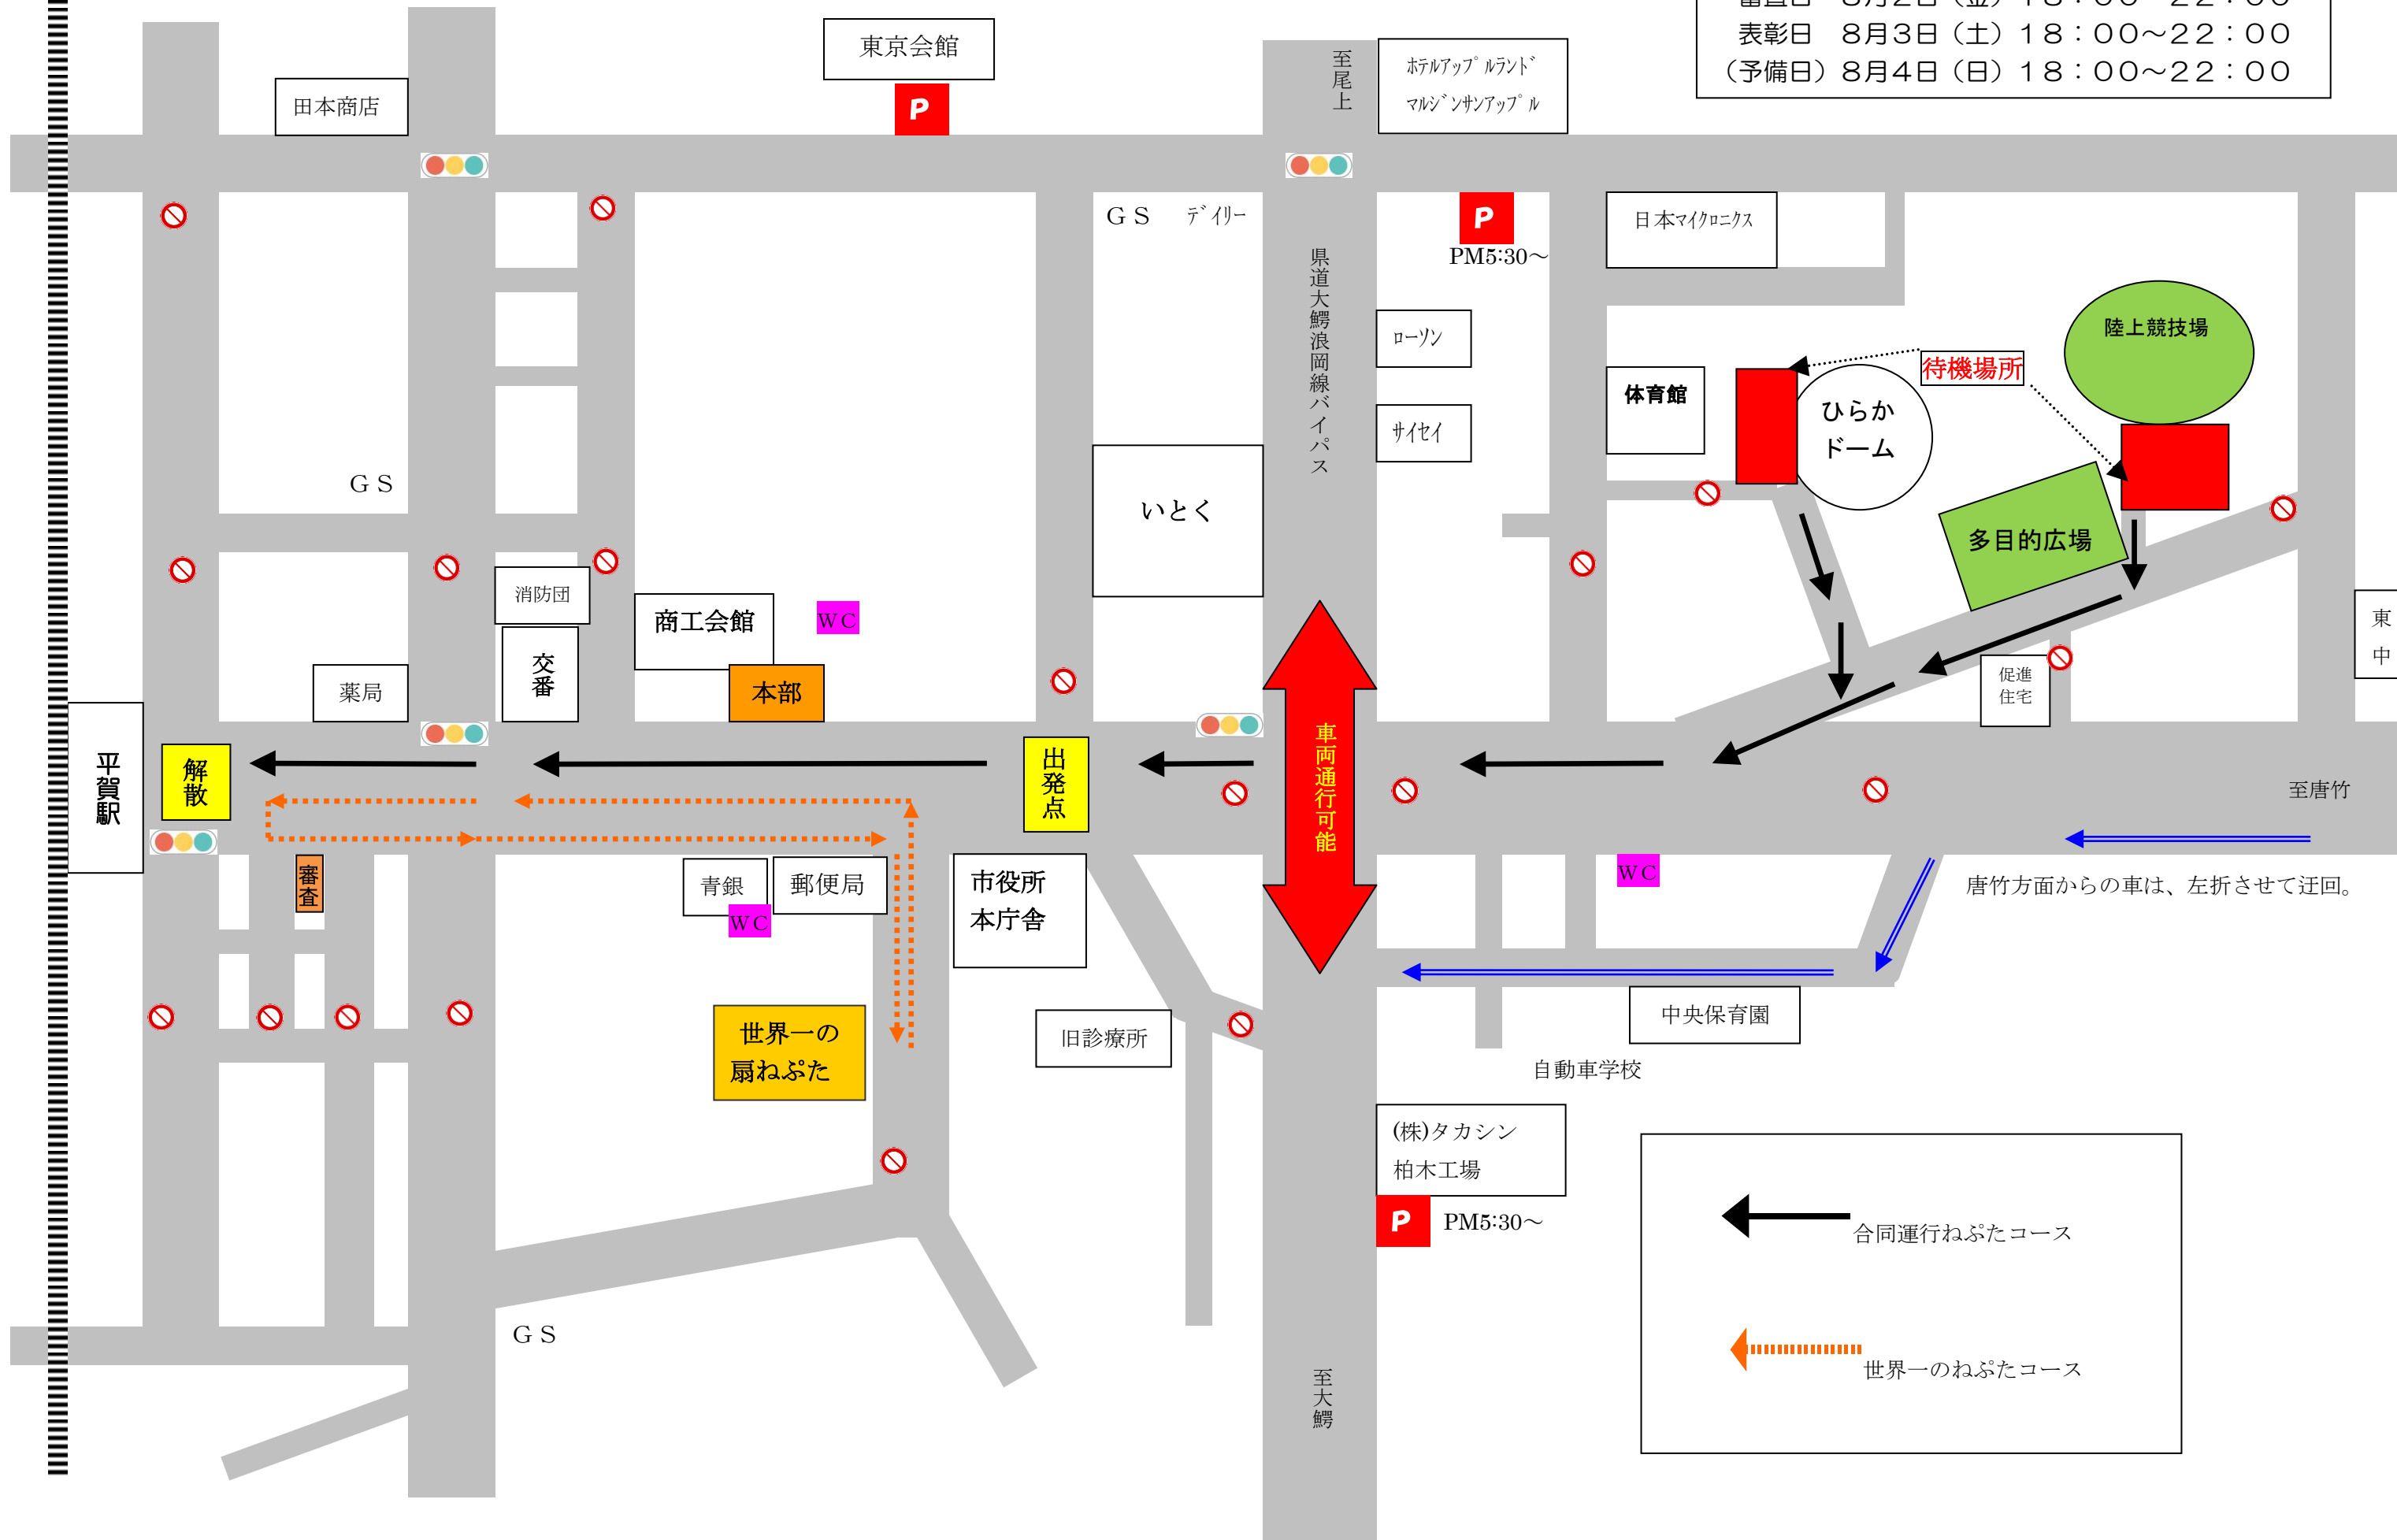 審査日　８月２日（金）１８：００～２２：００
表彰日　８月３日（土）１８：００～２２：００
（予備日）８月４日（日）１８：００～２２：００
東京会館
P
田本商店
至尾上
ﾎﾃﾙｱｯﾌﾟﾙﾗﾝﾄﾞ
ﾏﾙｼﾞﾝｻﾝｱｯﾌﾟﾙ
ＧＳ　ﾃﾞｲﾘｰ
P
PM5:30～
日本ﾏｲｸﾛﾆｸｽ
県道大鰐浪岡線バイパス
ﾛｰｿﾝ
ｻｲｾｲ
体育館
ひらか
ドーム
待機場所
陸上競技場
多目的広場
ＧＳ
いとく
消防団
交番
商工会館
WC
本部
薬局
促進
住宅
東
中
平賀駅
解散
出発点
車両通行可能
至唐竹
審査
青銀
WC
郵便局
市役所
本庁舎
WC
唐竹方面からの車は、左折させて迂回。
世界一の
扇ねぷた
旧診療所
中央保育園
自動車学校
(株)タカシン
柏木工場
P
PM5:30～
ＧＳ
至大鰐
合同運行ねぷたコース
世界一のねぷたコース